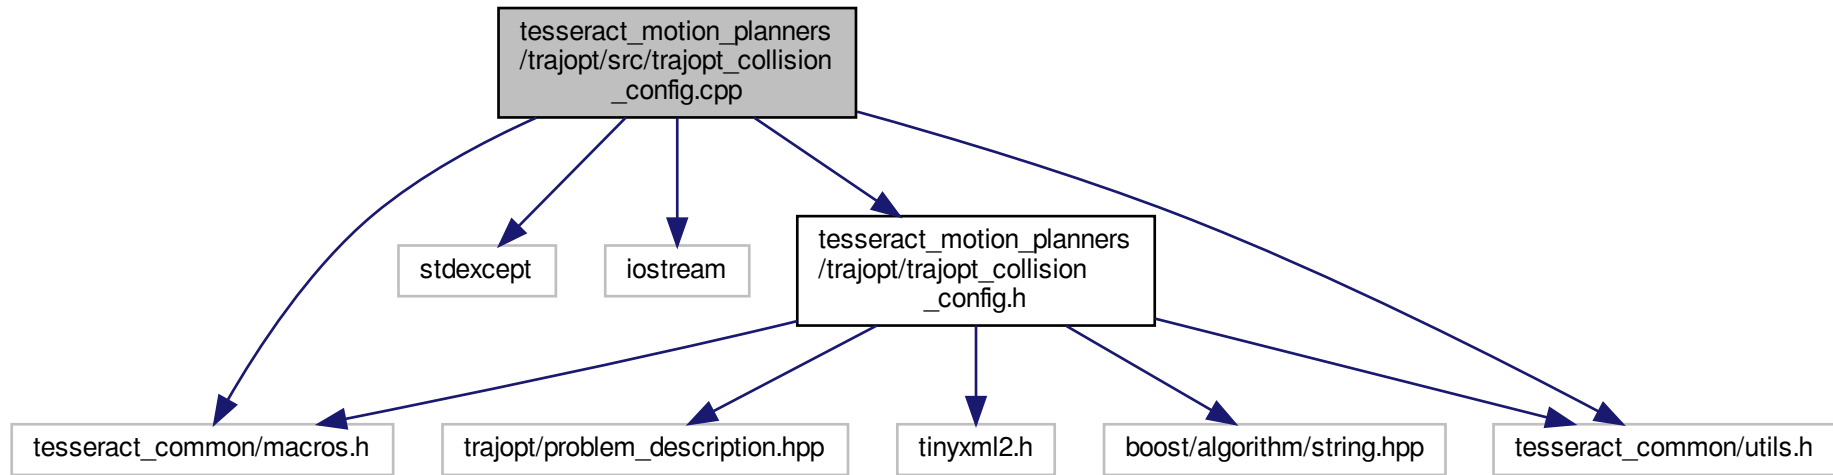 tesseract_motion_planners
/trajopt/src/trajopt_collision
_config.cpp
stdexcept
iostream
tesseract_motion_planners
/trajopt/trajopt_collision
_config.h
tesseract_common/macros.h
trajopt/problem_description.hpp
tinyxml2.h
boost/algorithm/string.hpp
tesseract_common/utils.h